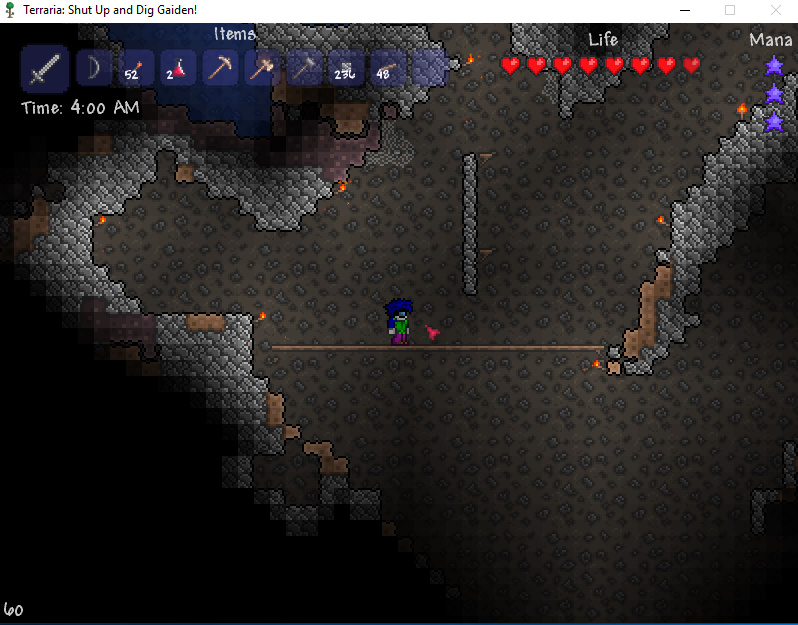 Terraria: Shut Up and Dig Gaiden!
Items
Life
Mana
52
2
236
48
Time: 4:00 AM
60